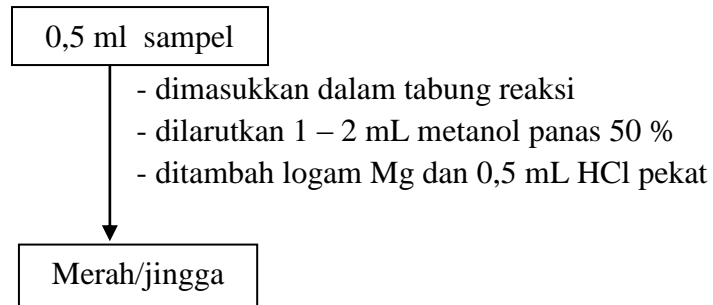 0,5 ml sampel
- dimasukkan dalam tabung reaksi
- dilarutkan 1 – 2 mL metanol panas 50 %
- ditambah logam Mg dan 0,5 mL HCl pekat
Merah/jingga